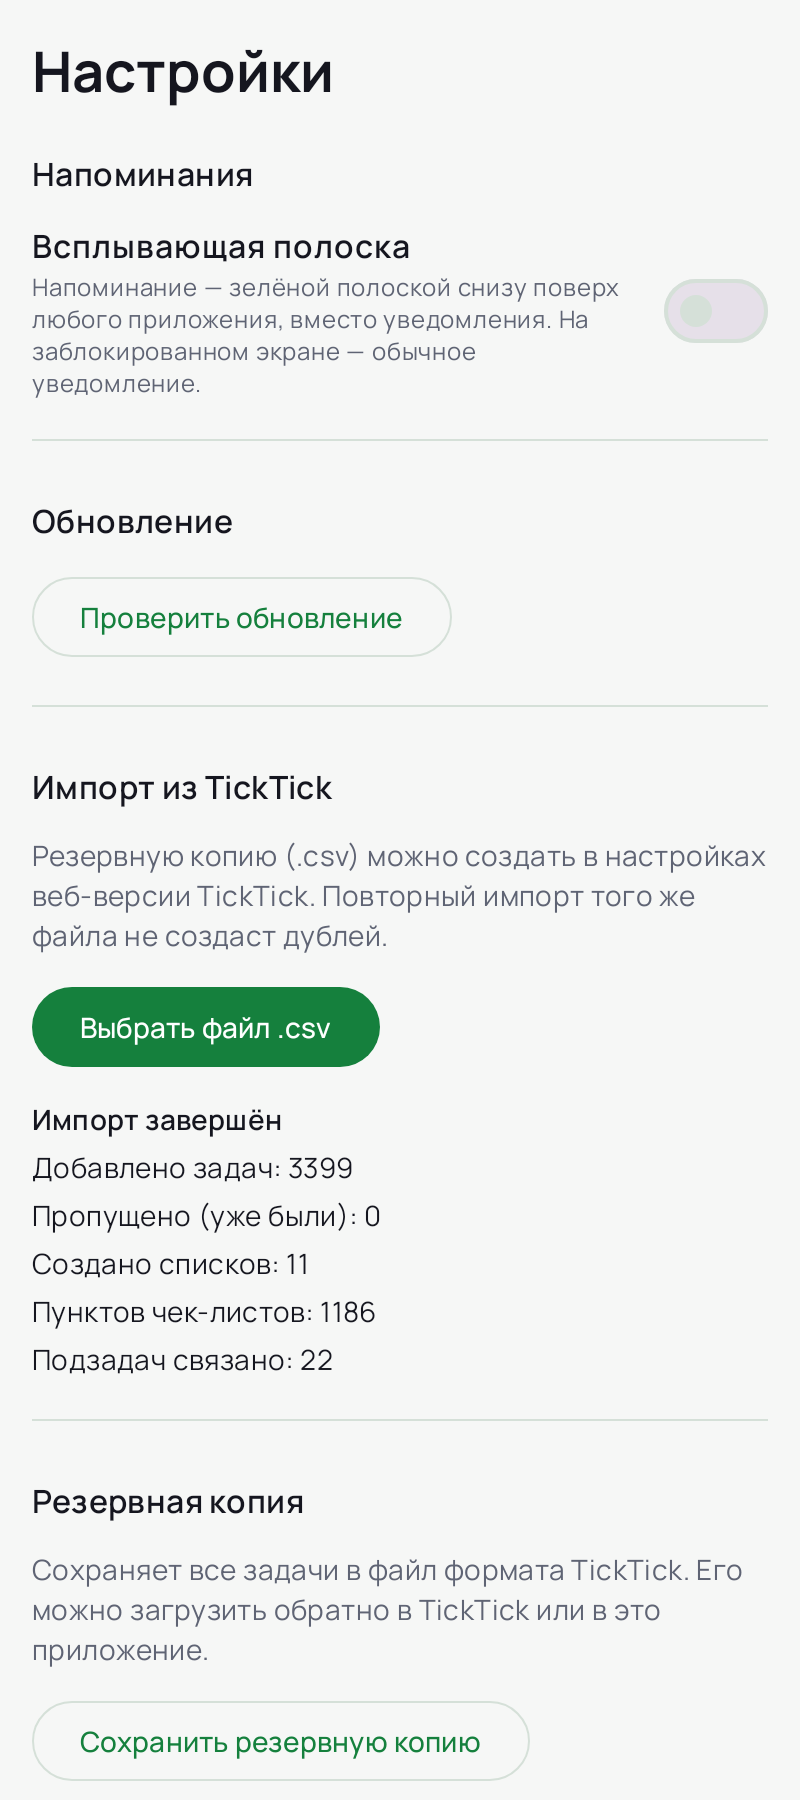 Настройки
Напоминания
Всплывающая полоска
Напоминание — зелёной полоской снизу поверх
любого приложения, вместо уведомления. На
заблокированном экране — обычное
уведомление.
Обновление
Проверить обновление
Импорт из TickTick
Резервную копию (.csv) можно создать в настройках
веб-версии TickTick. Повторный импорт того же
файла не создаст дублей.
Выбрать файл .csv
Импорт завершён
Добавлено задач: 3399
Пропущено (уже были): 0
Создано списков: 11
Пунктов чек-листов: 1186
Подзадач связано: 22
Резервная копия
Сохраняет все задачи в файл формата TickTick. Его
можно загрузить обратно в TickTick или в это
приложение.
Сохранить резервную копию